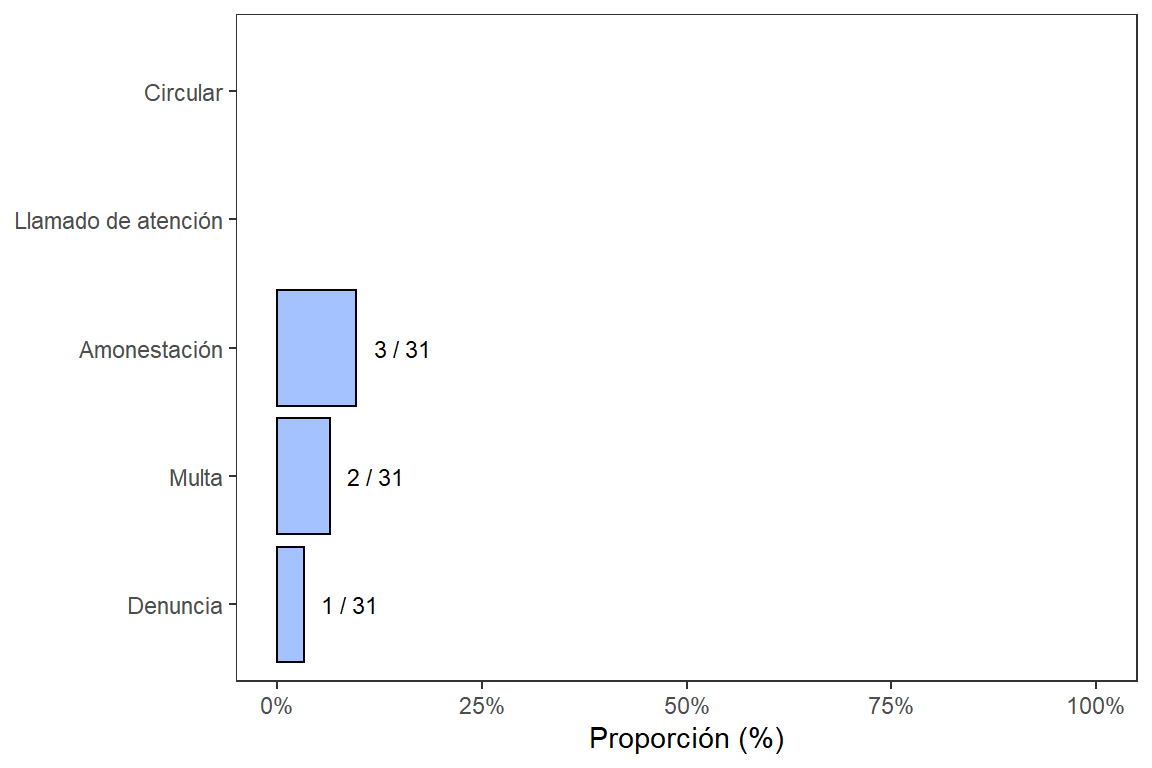 Circular
Llamado de atención
Amonestación
3 / 31
Multa
2 / 31
Denuncia
1 / 31
0%
25%
50%
75%
100%
Proporción (%)